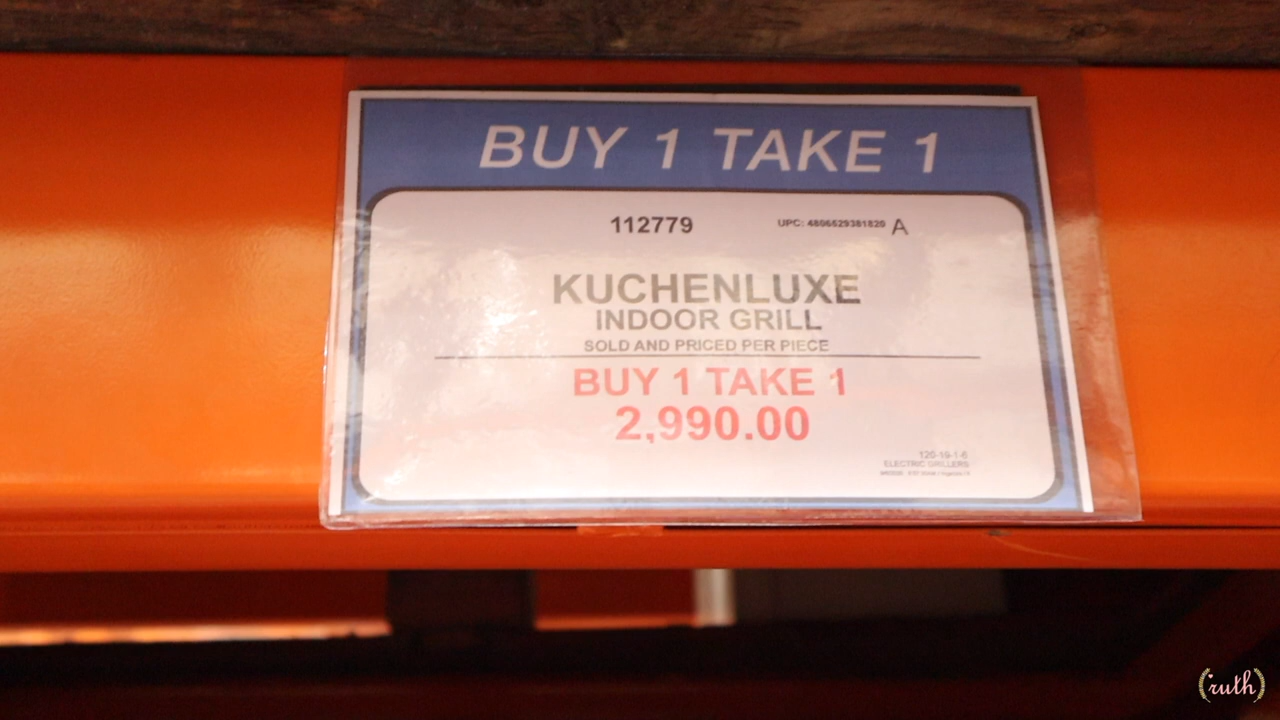 BUY 1 TAKE 1
112779
UPC: 4806529381820 A
KUCHENLUXE
INDOOR GRILL
SOLD AND PRICED PER PIECE
BUY 1 TAKE 1
2,990.00
120-19-1-6
ELECTRIC GRILLERS
ruth